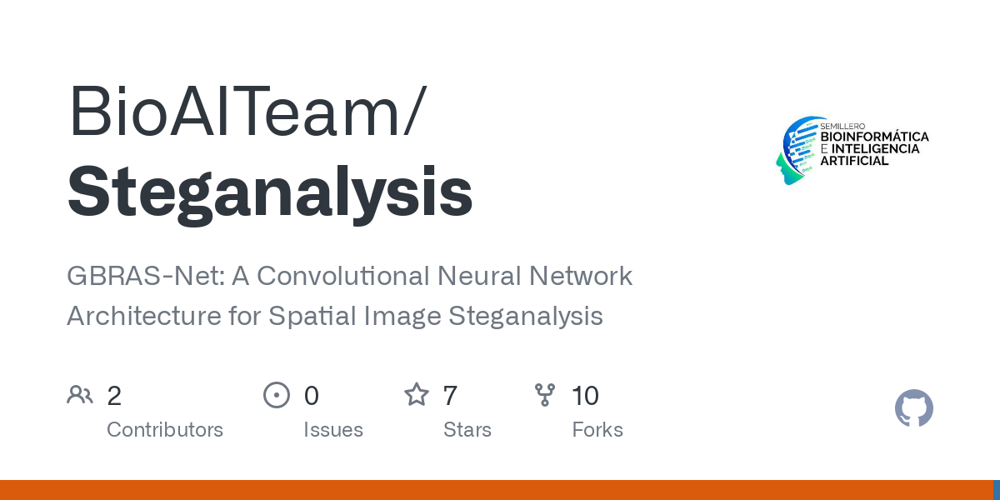 BioAITeam/
Steganalysis
SEMILLERO
BIOINFORMÁTICA
E INTELIGENCIA
ARTIFICIAL
GBRAS-Net: A Convolutional Neural Network
Architecture for Spatial Image Steganalysis
2
Contributors
0
Issues
7
Stars
10
Forks